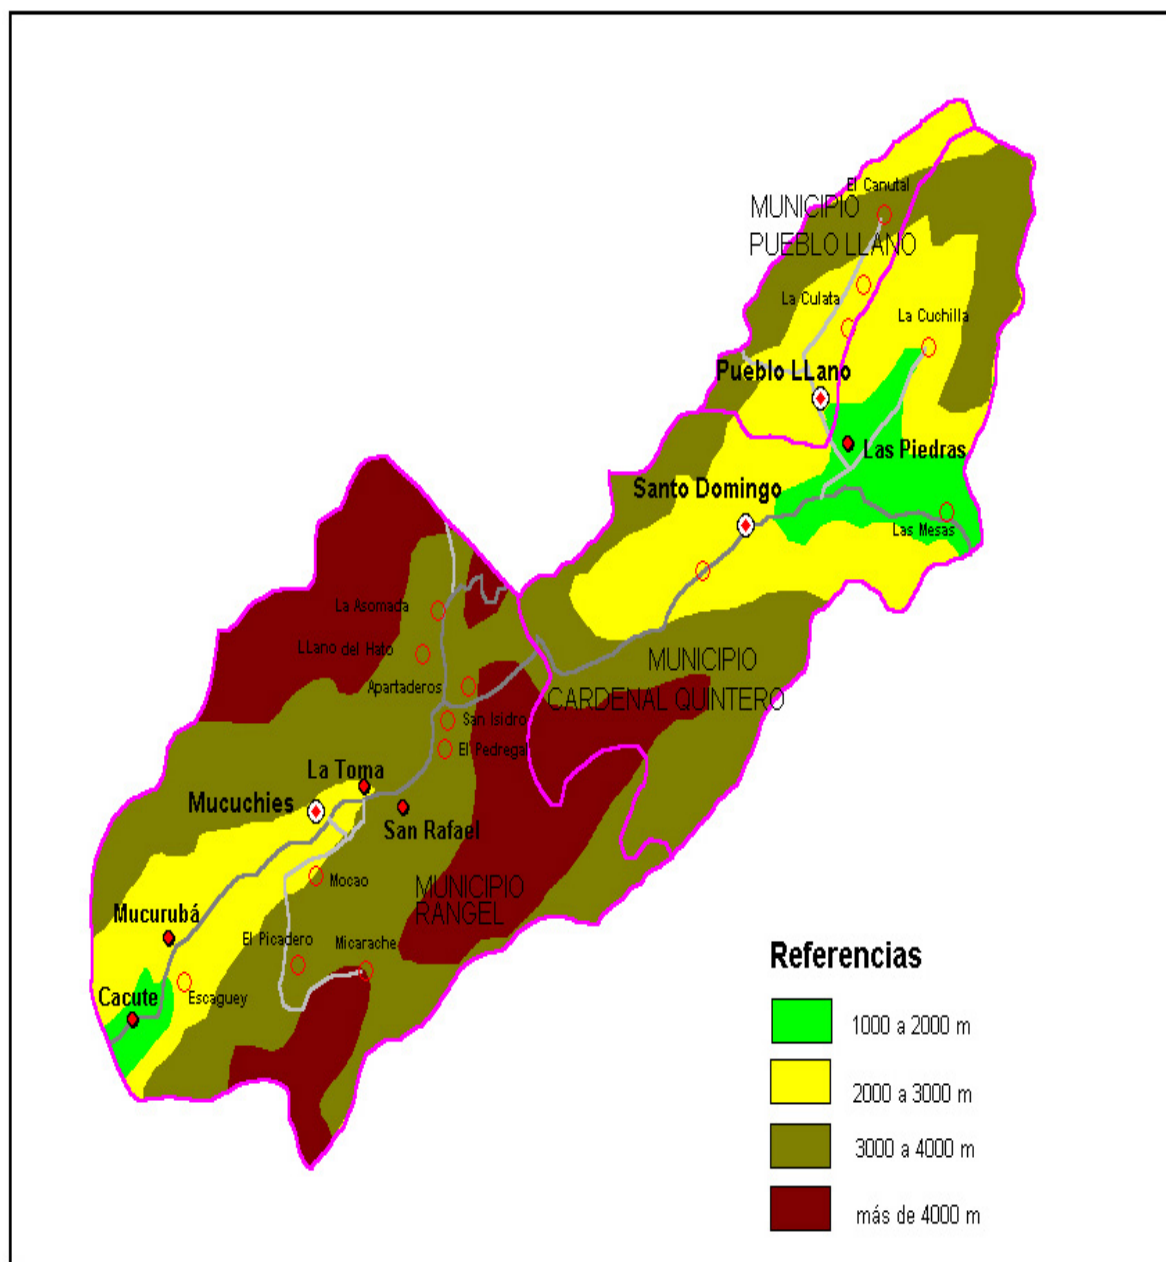 El Canutal
MUNICIPIO
PUEBLO LLANO
La Culata
La Cuchilla
Pueblo LLano
Las Piedras
Santo Domingo
Las Mesas
La Asomada
LLano del Hato
MUNICIPIO
Apartaderos
CARDENAL QUINTERO
San Isidro
El Pedregal
La Toma
Mucuchies
San Rafael
Mocao
MUNICIPIO
RANGEL
Mucurubá
El Picadero
Micarache
Escaguey
Cacute
Referencias
1000 a 2000 m
2000 a 3000 m
3000 a 4000 m
más de 4000 m